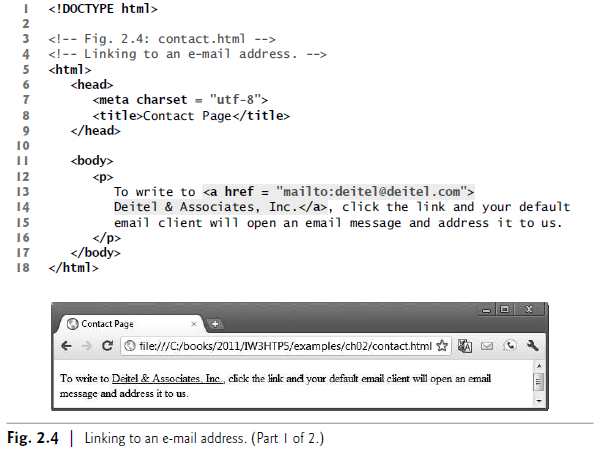 1 <!DOCTYPE html>
2
3 <!-- Fig. 2.4: contact.html -->
4 <!-- Linking to an e-mail address. -->
5 <html>
6 <head>
7 <meta charset = "utf-8">
8 <title>Contact Page</title>
9 </head>
10
11 <body>
12 <p>
13 To write to <a href = "mailto:deitel@deitel.com">
14 Deitel & Associates, Inc.</a>, click the link and your default
15 email client will open an email message and address it to us.
16 </p>
17 </body>
18 </html>
Contact Page
file:///C:/books/2011/IW3HTP5/examples/ch02/contact.html
To write to Deitel & Associates, Inc., click the link and your default email client will open an email
message and address it to us.
Fig. 2.4 | Linking to an e-mail address. (Part 1 of 2.)